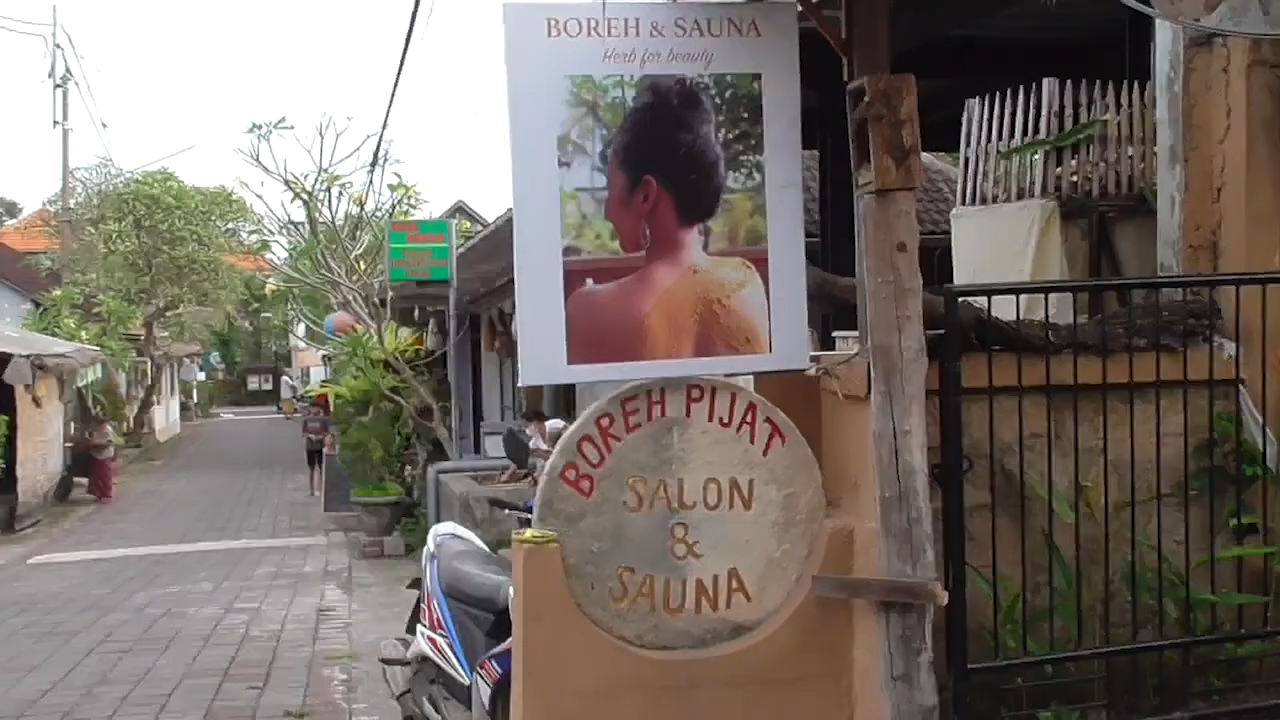 BOREH & SAUNA
Herb for beauty
BOREH PIJAT
SALON
&
SAUNA